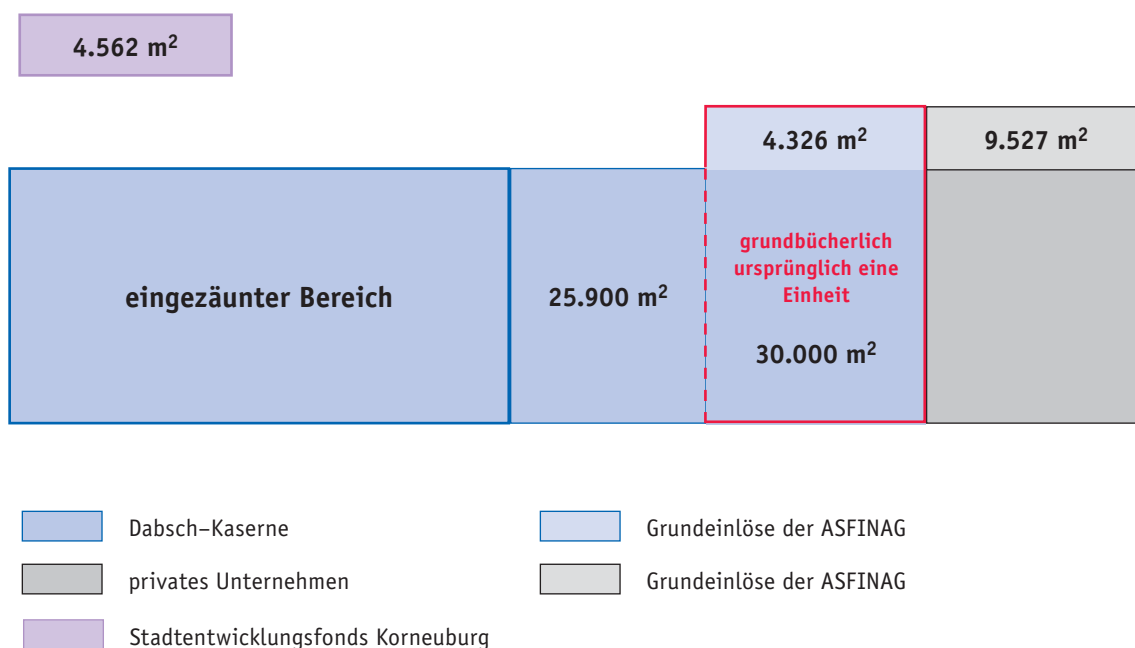 4.562 m²
4.326 m²
9.527 m²
eingezäunter Bereich
25.900 m²
grundbücherlich
ursprünglich eine
Einheit
30.000 m²
Dabsch–Kaserne
Grundeinlöse der ASFINAG
privates Unternehmen
Grundeinlöse der ASFINAG
Stadtentwicklungsfonds Korneuburg